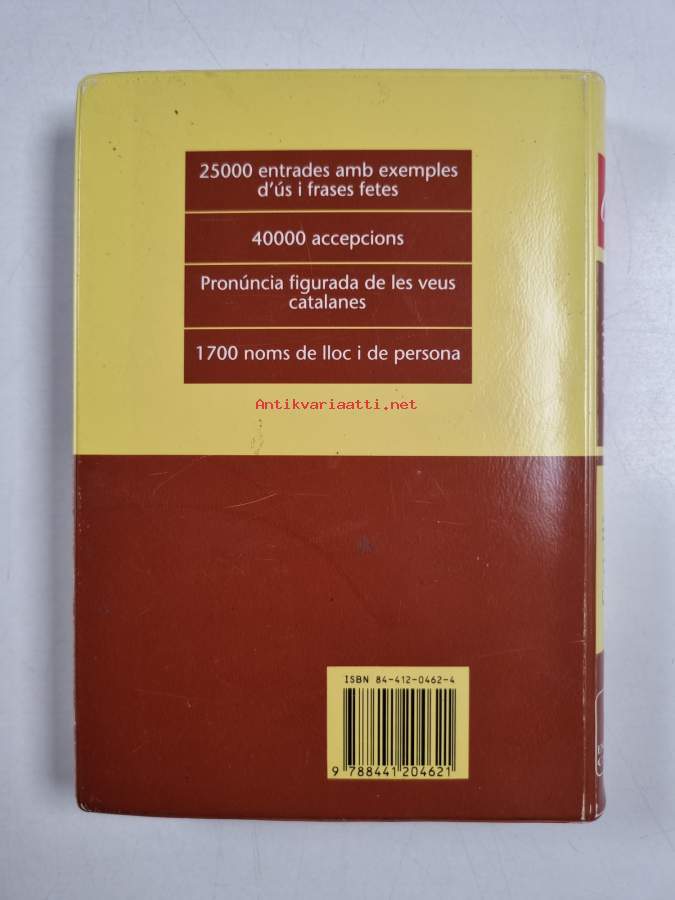 25000 entrades amb exemples
d'ús i frases fetes
40000 accepcions
Pronúncia figurada de les veus
catalanes
1700 noms de lloc i de persona
Antikvariaatti.net
ISBN 84-412-0462-4
9 788441 204621